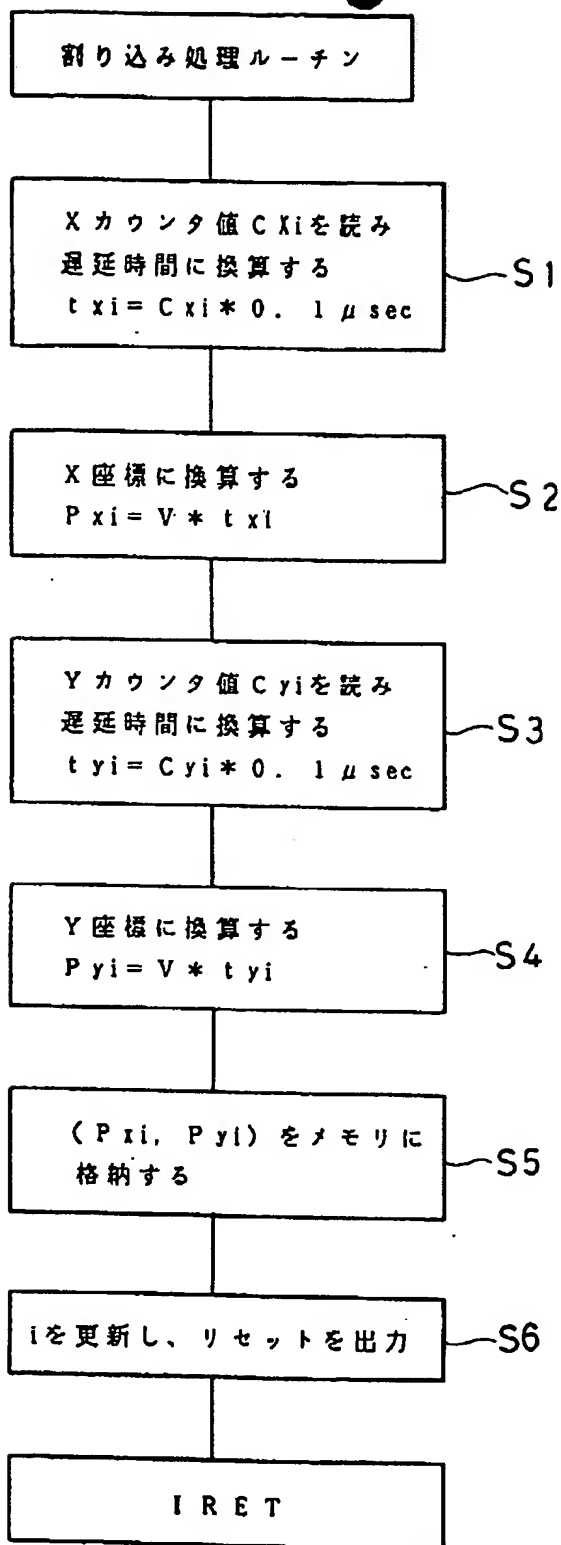 割り込み処理ルーチン
Xカウンタ値CXiを読み
遅延時間に換算する
txi=Cxi*0.1μsec
S1
X座標に換算する
Pxi=V*txi
S2
Yカウンタ値Cyiを読み
遅延時間に換算する
tyi=Cyi*0.1μsec
S3
Y座標に換算する
Pyi=V*tyi
S4
(Pxi,Pyi)をメモリに
格納する
S5
iを更新し、リセットを出力
S6
IRET